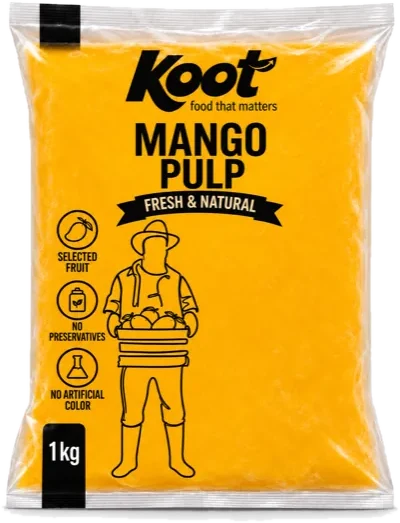 Koot
food that matters
MANGO
PULP
FRESH & NATURAL
SELECTED
FRUIT
NO
PRESERVATIVES
NO ARTIFICIAL
COLOR
1kg